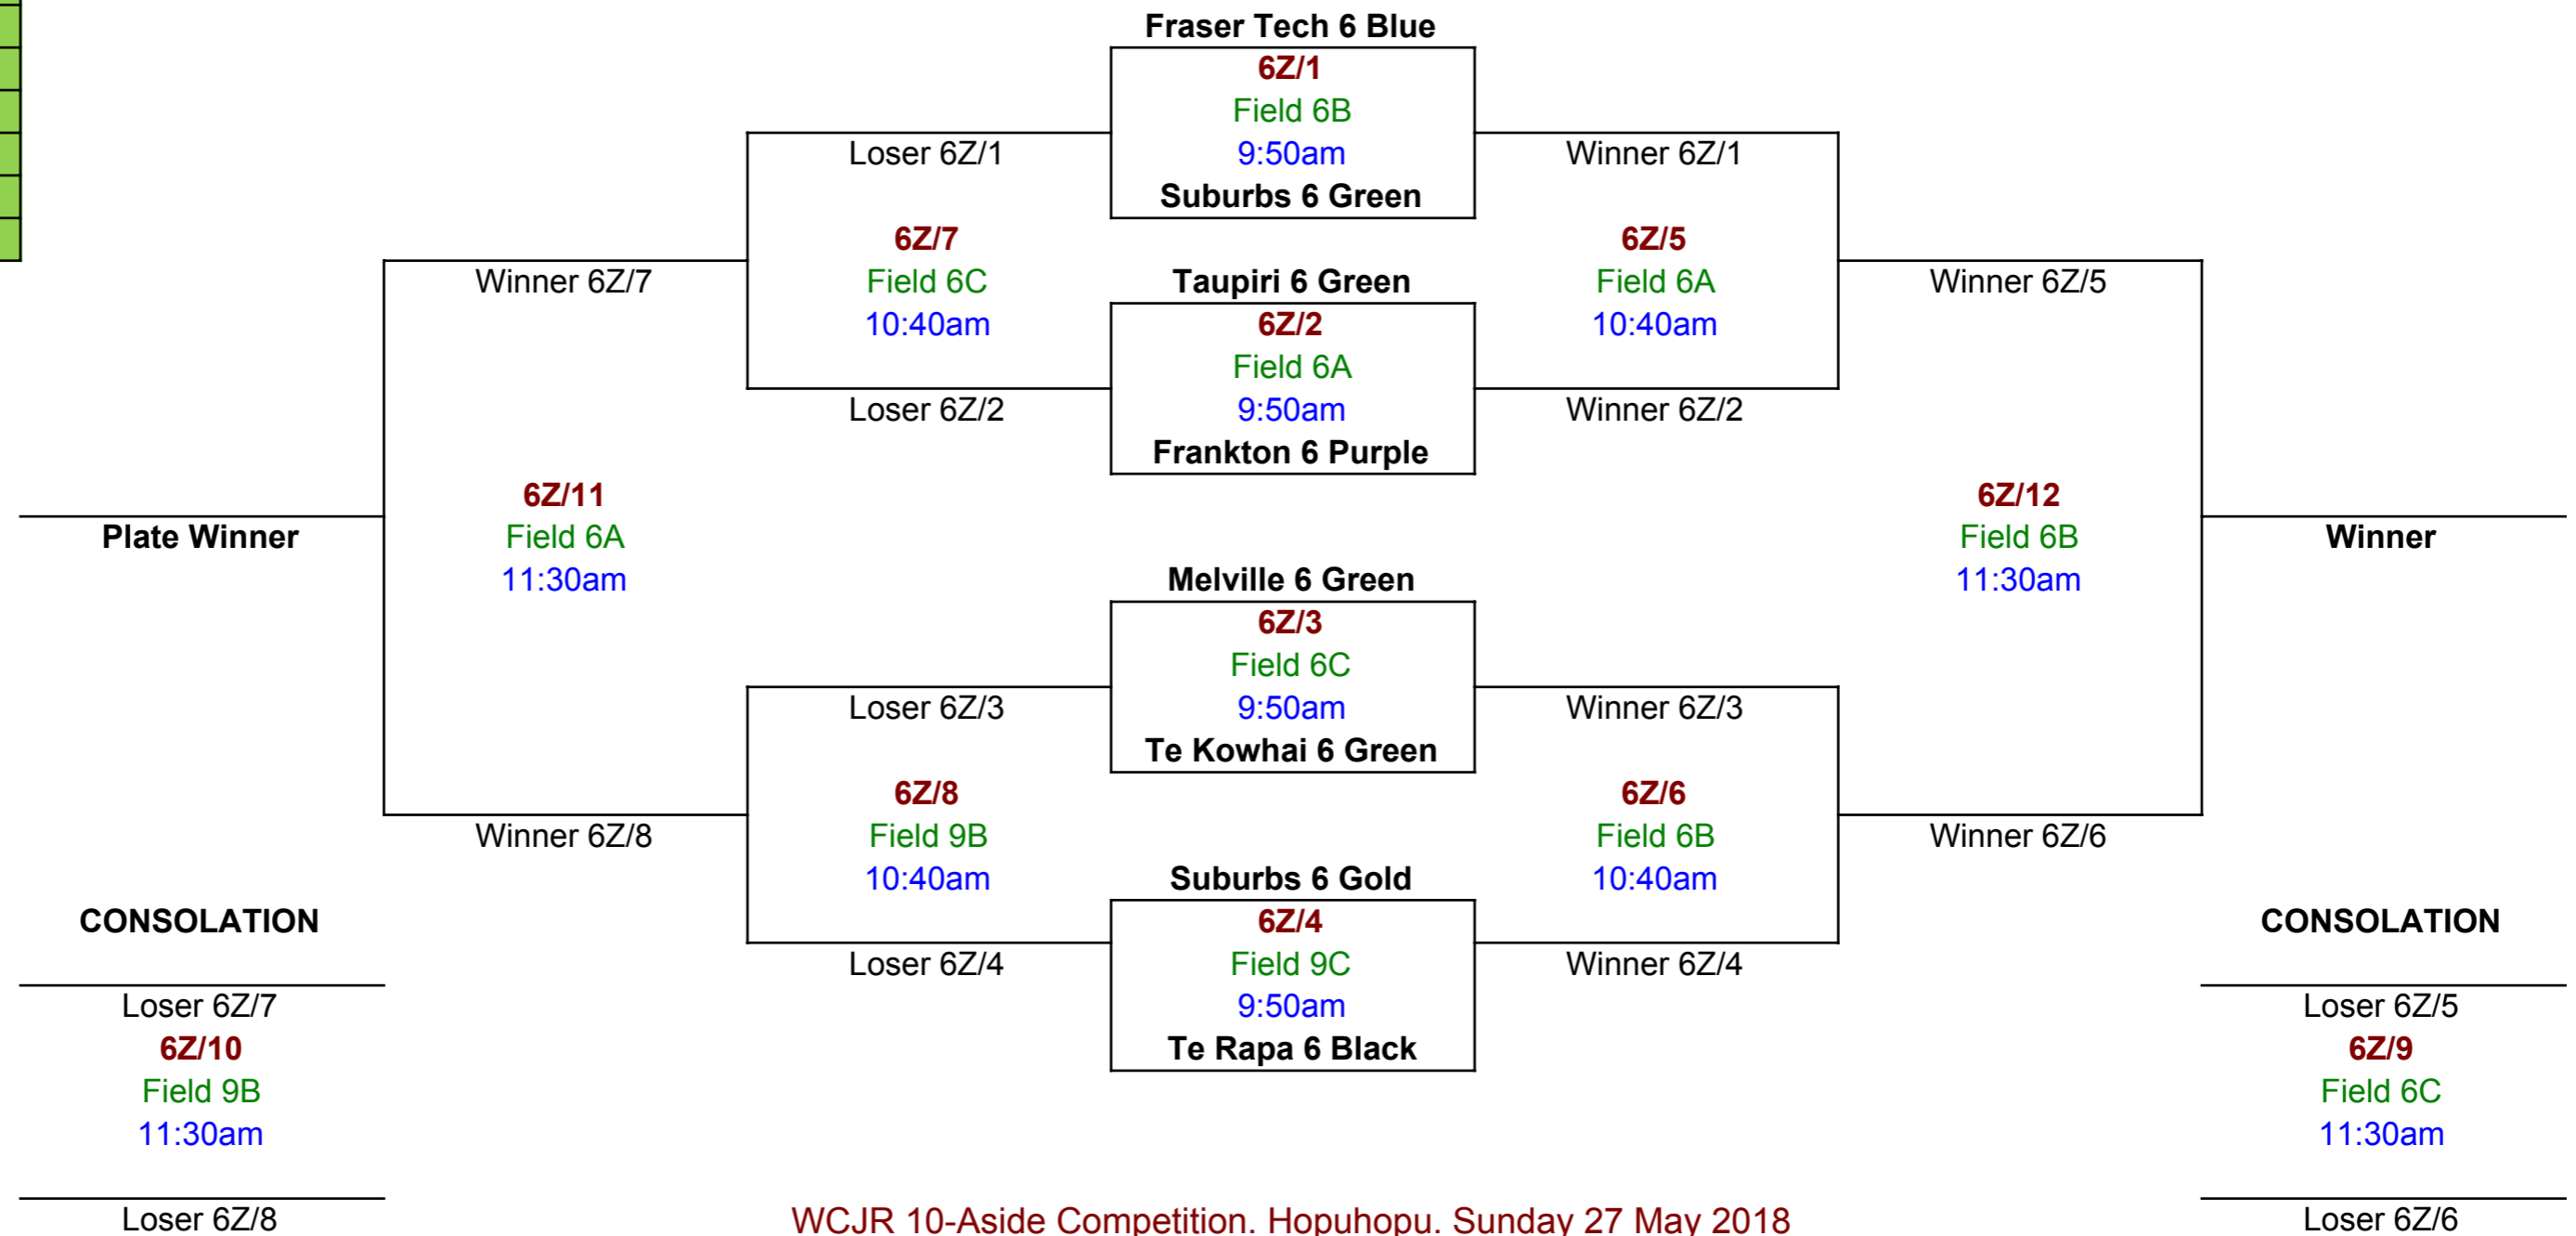 Fraser Tech 6 Blue
6Z/1
Field 6B
9:50am
Suburbs 6 Green
Loser 6Z/1
Winner 6Z/1
6Z/7
Field 6C
10:40am
6Z/5
Field 6A
10:40am
Winner 6Z/7
Winner 6Z/5
Taupiri 6 Green
6Z/2
Field 6A
9:50am
Frankton 6 Purple
Loser 6Z/2
Winner 6Z/2
6Z/11
Field 6A
11:30am
Plate Winner
6Z/12
Field 6B
11:30am
Winner
Melville 6 Green
6Z/3
Field 6C
9:50am
Te Kowhai 6 Green
Loser 6Z/3
Winner 6Z/3
6Z/8
Field 9B
10:40am
6Z/6
Field 6B
10:40am
Winner 6Z/8
Winner 6Z/6
Suburbs 6 Gold
6Z/4
Field 9C
9:50am
Te Rapa 6 Black
Loser 6Z/4
Winner 6Z/4
CONSOLATION
Loser 6Z/7
6Z/10
Field 9B
11:30am
Loser 6Z/8
CONSOLATION
Loser 6Z/5
6Z/9
Field 6C
11:30am
Loser 6Z/6
WCJR 10-Aside Competition. Hopuhopu. Sunday 27 May 2018